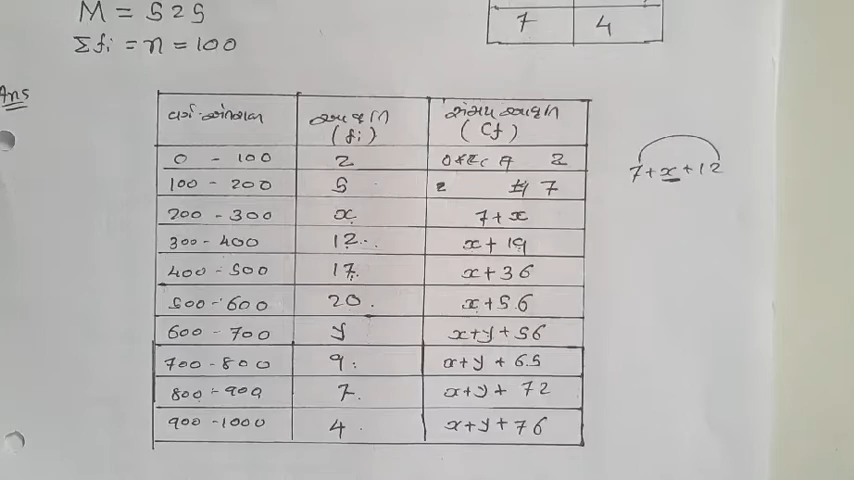 M = 525
Σfi = n = 100
7 4
Ans
વર્ગ-અંતરાલ આવૃત્તિ (fi) સંચયી આવૃત્તિ (cf)
0 - 100 2 2
100 - 200 5 7
200 - 300 x 7+x
300 - 400 12 x+19
400 - 500 17 x+36
500 - 600 20 x+56
600 - 700 y x+y+56
700 - 800 9 x+y+65
800 - 900 7 x+y+72
900 - 1000 4 x+y+76
7+x+12